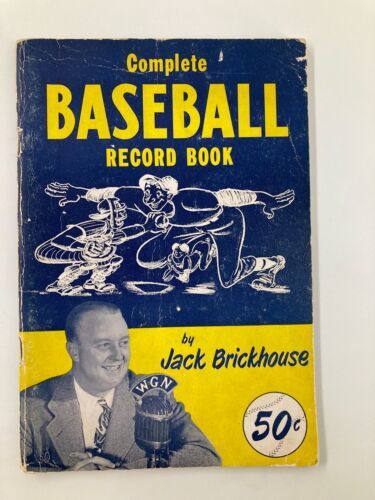 Complete
BASEBALL
RECORD BOOK
by
Jack Brickhouse
WGN
50¢